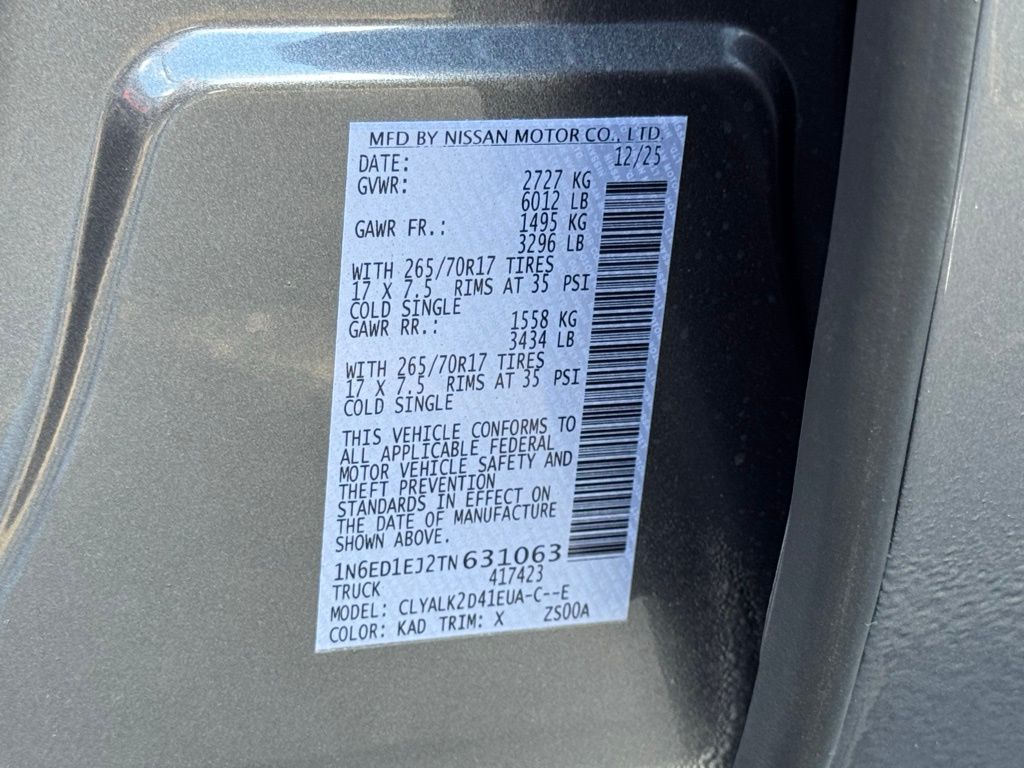 MFD BY NISSAN MOTOR CO., LTD.
DATE: 12/25
GVWR: 2727 KG
6012 LB
GAWR FR.: 1495 KG
3296 LB
WITH 265/70R17 TIRES
17 X 7.5 RIMS AT 35 PSI
COLD SINGLE
GAWR RR.: 1558 KG
3434 LB
WITH 265/70R17 TIRES
17 X 7.5 RIMS AT 35 PSI
COLD SINGLE
THIS VEHICLE CONFORMS TO
ALL APPLICABLE FEDERAL
MOTOR VEHICLE SAFETY AND
THEFT PREVENTION
STANDARDS IN EFFECT ON
THE DATE OF MANUFACTURE
SHOWN ABOVE.
1N6ED1EJ2TN631063
TRUCK 417423
MODEL: CLYALK2D41EUA-C--E
COLOR: KAD TRIM: X ZS00A